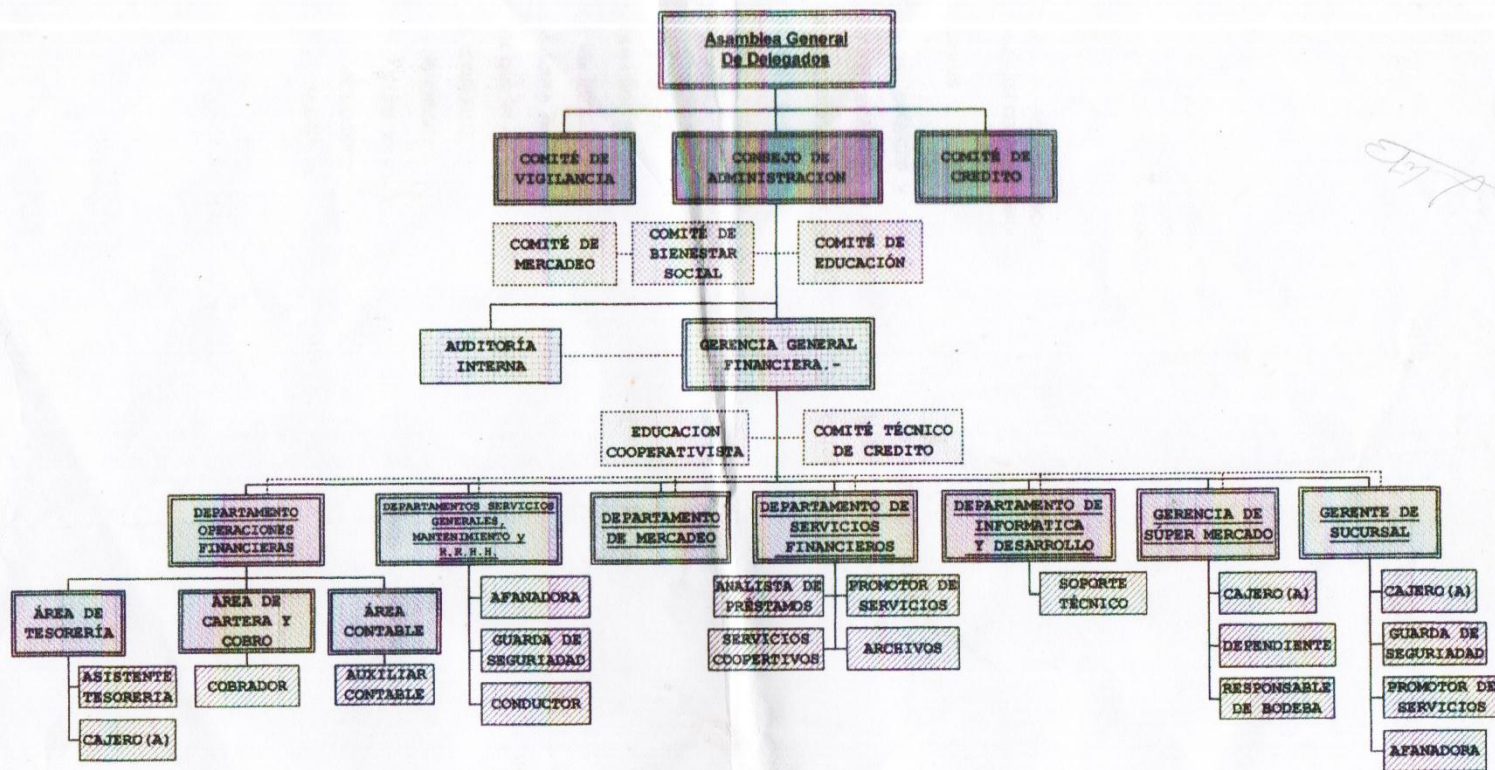 Asamblea General
De Delegados
COMITÉ DE
VIGILANCIA
CONSEJO DE
ADMINISTRACION
COMITÉ DE
CREDITO
COMITÉ DE
MERCADEO
COMITÉ DE
BIENESTAR
SOCIAL
COMITÉ DE
EDUCACIÓN
AUDITORÍA
INTERNA
GERENCIA GENERAL
FINANCIERA.-
EDUCACION
COOPERATIVISTA
COMITÉ TÉCNICO
DE CREDITO
DEPARTAMENTO
OPERACIONES
FINANCIERAS
DEPARTAMENTOS SERVICIOS
GENERALES,
MANTENIMIENTO y
R.R.H.H.
DEPARTAMENTO
DE MERCADEO
DEPARTAMENTO DE
SERVICIOS
FINANCIEROS
DEPARTAMENTO DE
INFORMATICA
Y DESARROLLO
GERENCIA DE
SÚPER MERCADO
GERENTE DE
SUCURSAL
ÁREA DE
TESORERÍA
ÁREA DE
CARTERA Y
COBRO
ÁREA
CONTABLE
ASISTENTE
TESORERIA
CAJERO(A)
COBRADOR
AUXILIAR
CONTABLE
AFANADORA
GUARDA DE
SEGURIADAD
CONDUCTOR
ANALISTA DE
PRÉSTAMOS
PROMOTOR DE
SERVICIOS
SERVICIOS
COOPERTIVOS
ARCHIVOS
SOPORTE
TÉCNICO
CAJERO(A)
DEPENDIENTE
RESPONSABLE
DE BODEBA
CAJERO(A)
GUARDA DE
SEGURIADAD
PROMOTOR DE
SERVICIOS
AFANADORA